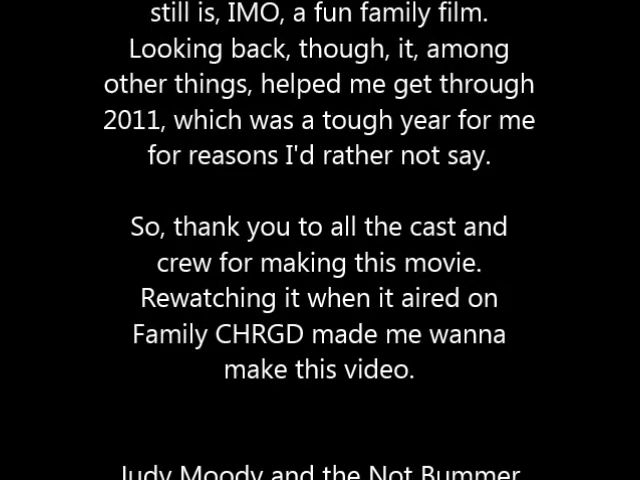 still is, IMO, a fun family film.
Looking back, though, it, among
other things, helped me get through
2011, which was a tough year for me
for reasons I'd rather not say.
So, thank you to all the cast and
crew for making this movie.
Rewatching it when it aired on
Family CHRGD made me wanna
make this video.
Judy Moody and the Not Bummer